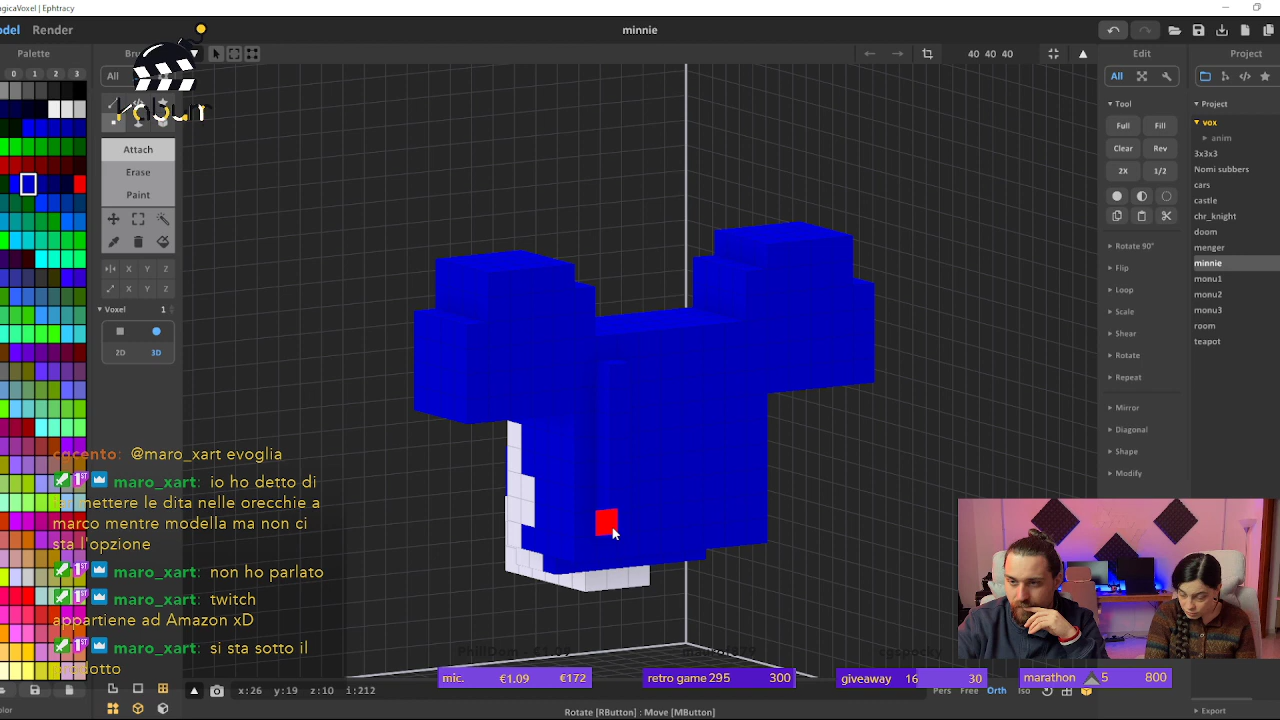 agicaVoxel | Ephtracy
odel Render
minnie
Palette
Bru
40 40 40
Edit
Project
0 1 2 3
All
All
koburr
Attach
Erase
Paint
X Y Z
X Y Z
Voxel 1
2D 3D
Tool
Full Fill
Clear Rev
2X 1/2
Rotate 90°
Flip
Loop
Scale
Shear
Rotate
Repeat
Mirror
Diagonal
Shape
Modify
Project
vox
anim
3x3x3
Nomi subbers
cars
castle
chr_knight
doom
menger
minnie
monu1
monu2
monu3
room
teapot
cacento: @maro_xart evoglia
maro_xart: io ho detto di
mettere le dita nelle orecchie a
marco mentre modella ma non ci
sta l'opzione
maro_xart: non ho parlato
maro_xart: twitch
appartiene ad Amazon xD
maro_xart: si sta sotto il
mic. €1.09 €172
retro game 295 300
giveaway 16 30
marathon 5 800
olor
x:26 y:19 z:10 i:212
Pers Free Orth Iso
Rotate [RButton] : Move [MButton]
Export